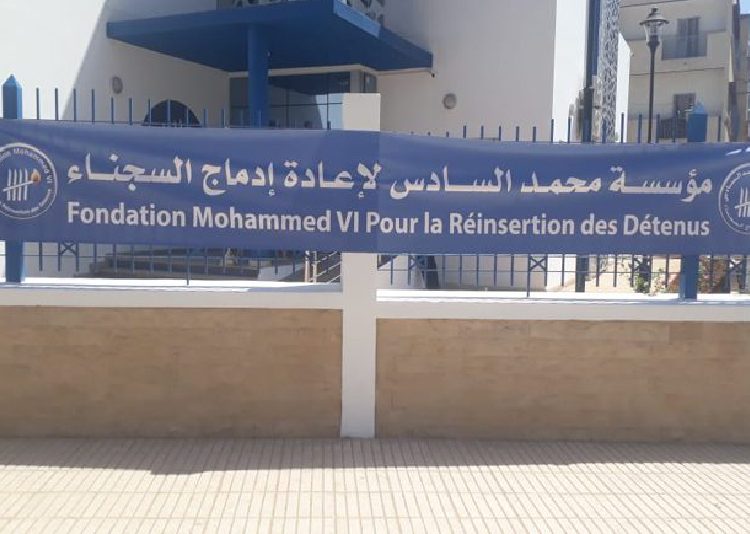 مؤسسة محمد السادس لإعادة إدماج السجناء
Fondation Mohammed VI Pour la Réinsertion des Détenus